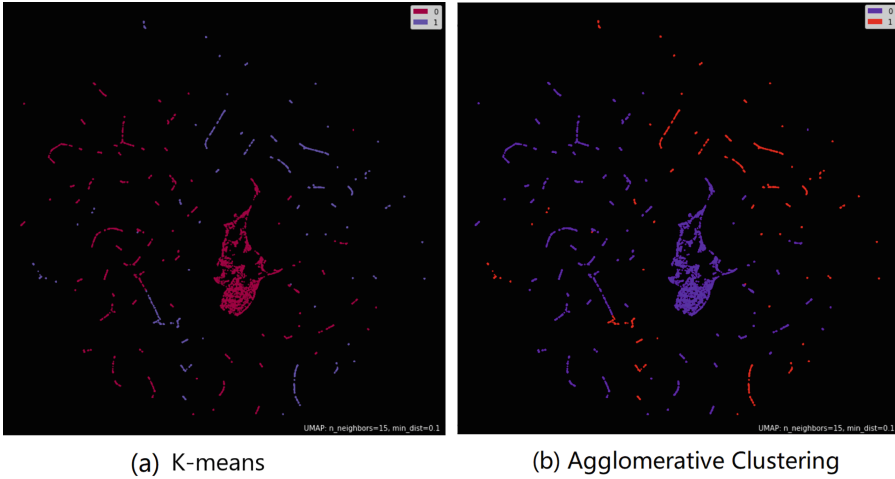 0
1
UMAP: n_neighbors=15, min_dist=0.1
(a) K-means
0
1
UMAP: n_neighbors=15, min_dist=0.1
(b) Agglomerative Clustering